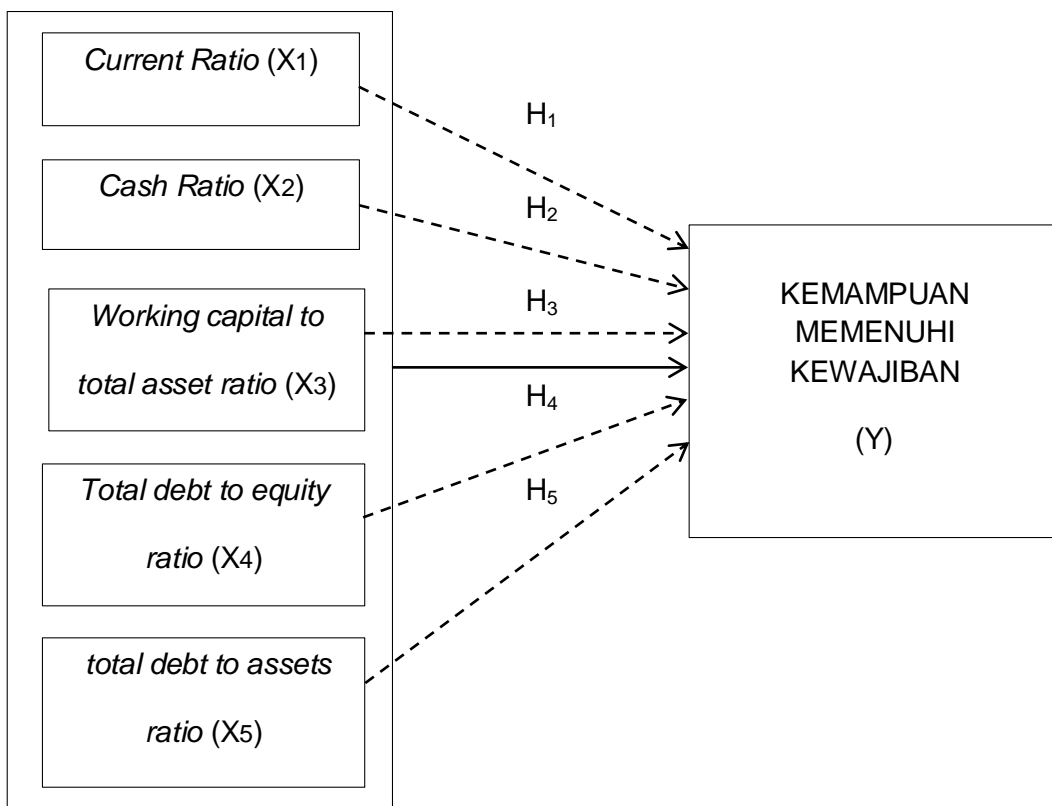 Current Ratio (X1)
H1
Cash Ratio (X2)
H2
Working capital to
total asset ratio (X3)
H3
H4
Total debt to equity
ratio (X4)
H5
total debt to assets
ratio (X5)
KEMAMPUAN
MEMENUHI
KEWAJIBAN
(Y)